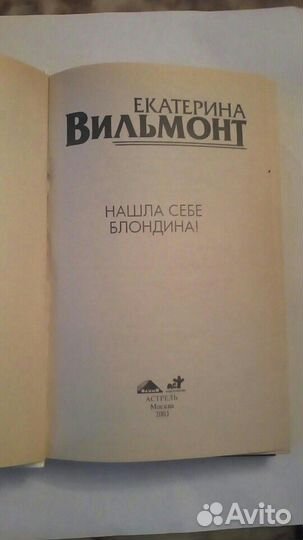 ЕКАТЕРИНА
ВИЛЬМОНТ
НАШЛА СЕБЕ
БЛОНДИНА!
АСТРЕЛЬ
Москва
Avito